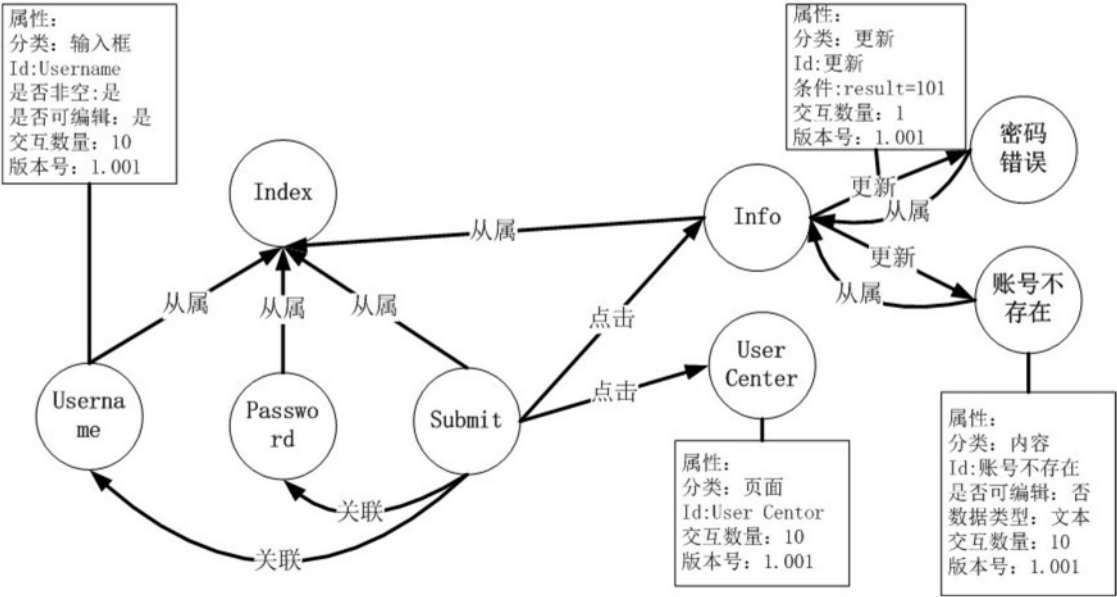 属性：
分类：输入框
Id:Username
是否非空:是
是否可编辑：是
交互数量：10
版本号：1.001
属性：
分类：更新
Id:更新
条件:result=101
交互数量：1
版本号：1.001
密码
错误
Index
Info
更新
从属
从属
更新
从属
账号不
存在
从属
从属
从属
点击
点击
User
Center
Userna
me
Passwo
rd
Submit
关联
关联
属性：
分类：页面
Id:User Centor
交互数量：10
版本号：1.001
属性：
分类：内容
Id:账号不存在
是否可编辑：否
数据类型：文本
交互数量：10
版本号：1.001